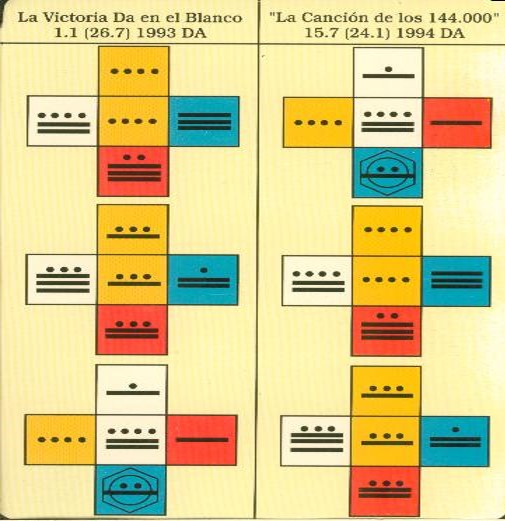 La Victoria Da en el Blanco
1.1 (26.7) 1993 DA
"La Canción de los 144.000"
15.7 (24.1) 1994 DA